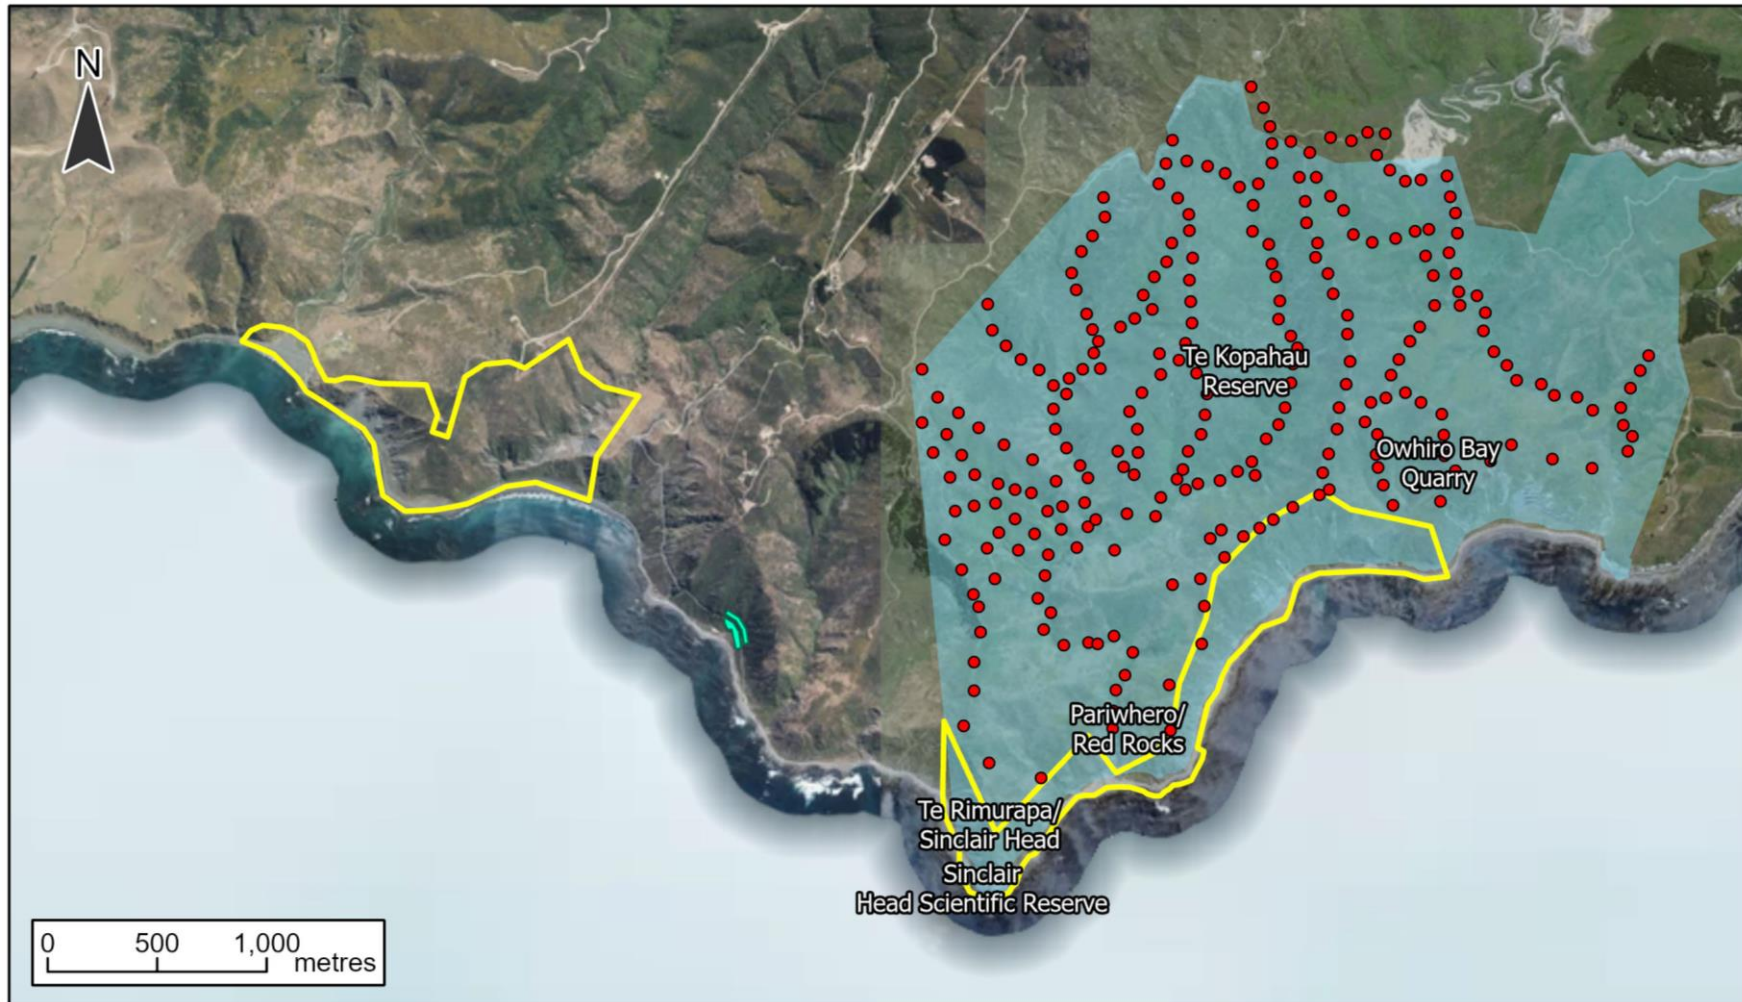 N
Te Kopahau
Reserve
Owhiro Bay
Quarry
Pariwhero/
Red Rocks
Te Rimurapa/
Sinclair Head
Sinclair
Head Scientific Reserve
0 500 1,000
metres